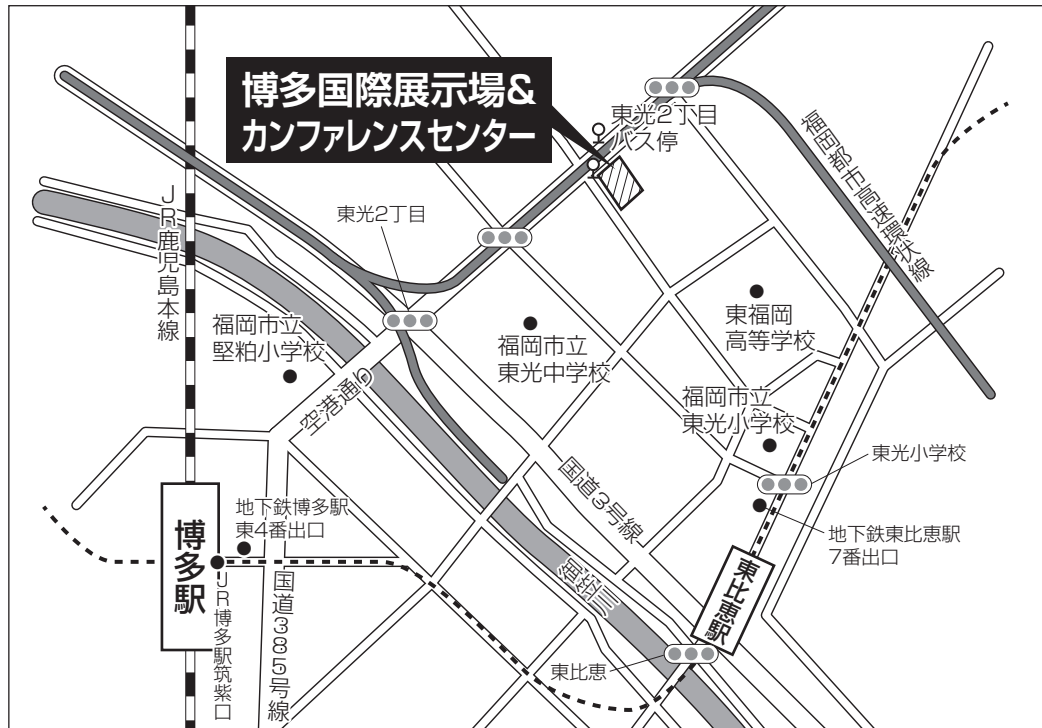 博多国際展示場&
カンファレンスセンター
東光2丁目
バス停
福岡都市高速環状線
JR鹿児島本線
東光2丁目
福岡市立
堅粕小学校
福岡市立
東光中学校
東福岡
高等学校
空港通り
福岡市立
東光小学校
東光小学校
国道3号線
地下鉄博多駅
東4番出口
地下鉄東比恵駅
7番出口
博多駅
JR博多駅筑紫口
国道385号線
御笠川
東比恵駅
東比恵